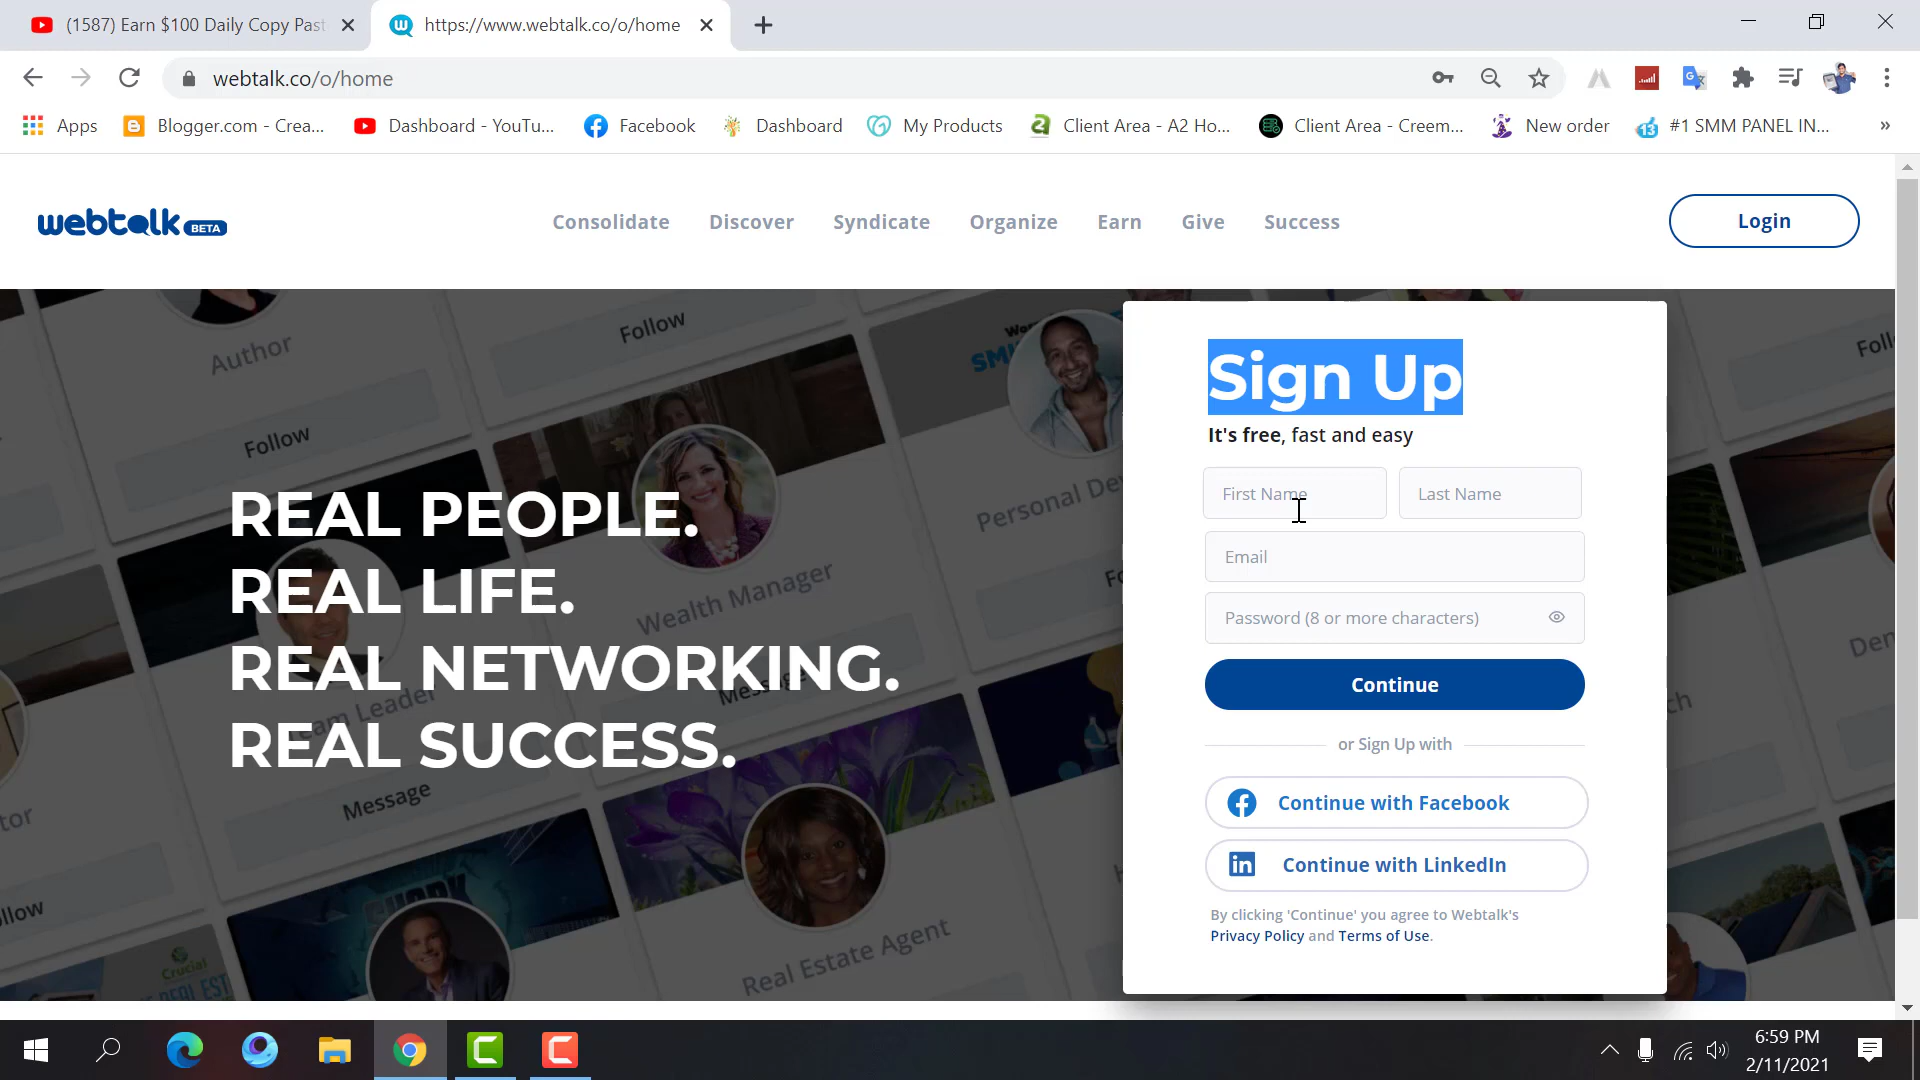 (1587) Earn $100 Daily Copy Past
https://www.webtalk.co/o/home
webtalk.co/o/home
Apps
Blogger.com - Crea...
Dashboard - YouTu...
Facebook
Dashboard
My Products
Client Area - A2 Ho...
Client Area - Creem...
New order
#1 SMM PANEL IN...
»
webtalk BETA
Consolidate
Discover
Syndicate
Organize
Earn
Give
Success
Login
Author
Follow
Follow
Message
Wealth Manager
Team Leader
Message
Real Estate Agent
Crucial
REAL PEOPLE.
REAL LIFE.
REAL NETWORKING.
REAL SUCCESS.
Sign Up
It's free, fast and easy
First Name
Last Name
Email
Password (8 or more characters)
Continue
or Sign Up with
Continue with Facebook
Continue with LinkedIn
By clicking 'Continue' you agree to Webtalk's
Privacy Policy and Terms of Use.
6:59 PM
2/11/2021